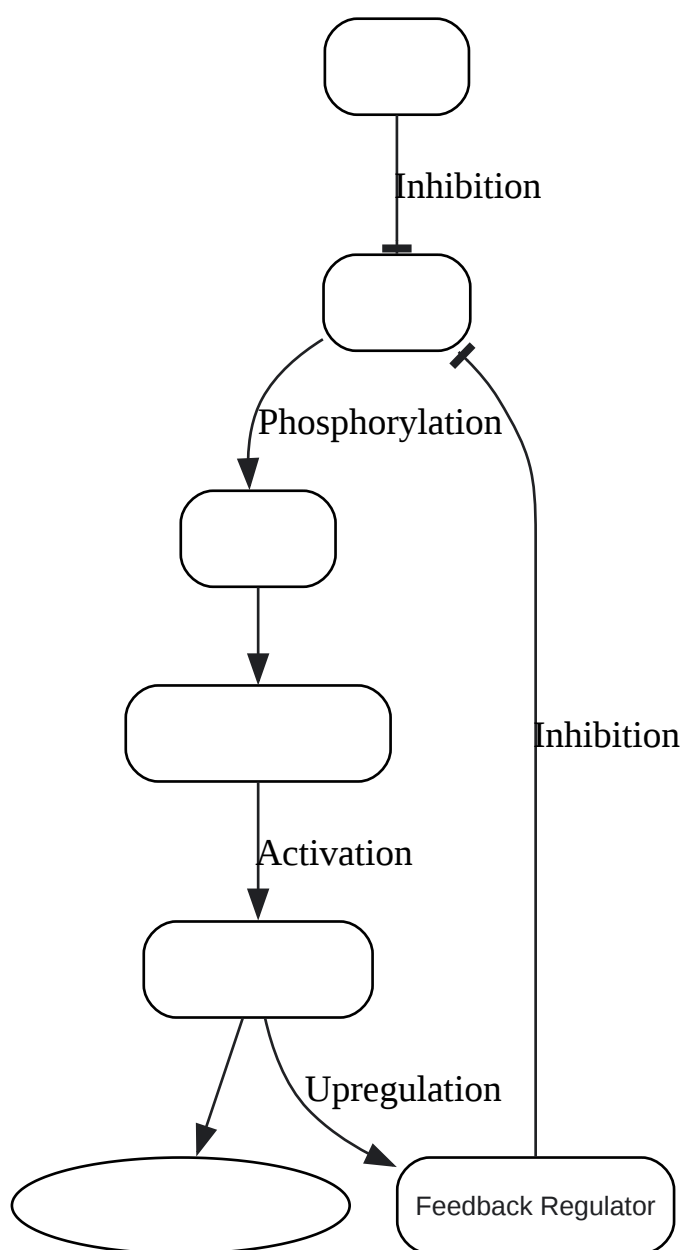 Inhibition
Phosphorylation
Inhibition
Activation
Upregulation
Feedback Regulator